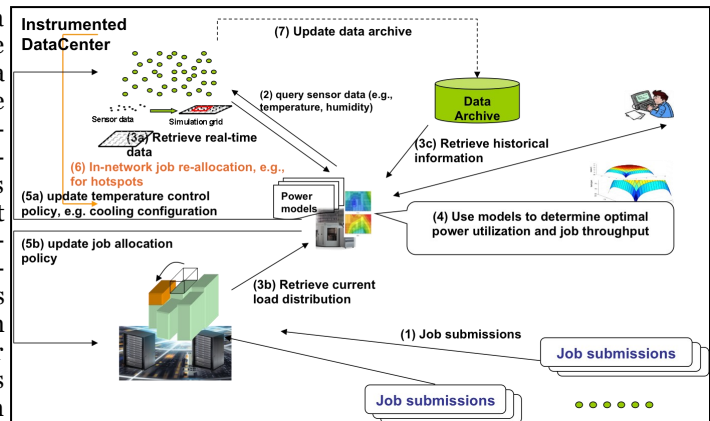 Instrumented
DataCenter
(7) Update data archive
(2) query sensor data (e.g.,
temperature, humidity)
Sensor data
Simulation grid
Data
Archive
(3a) Retrieve real-time
data
(3c) Retrieve historical
information
(6) In-network job re-allocation, e.g.,
for hotspots
(5a) update temperature control
policy, e.g. cooling configuration
Power
models
(4) Use models to determine optimal
power utilization and job throughput
(5b) update job allocation
policy
(3b) Retrieve current
load distribution
(1) Job submissions
Job submissions
Job submissions